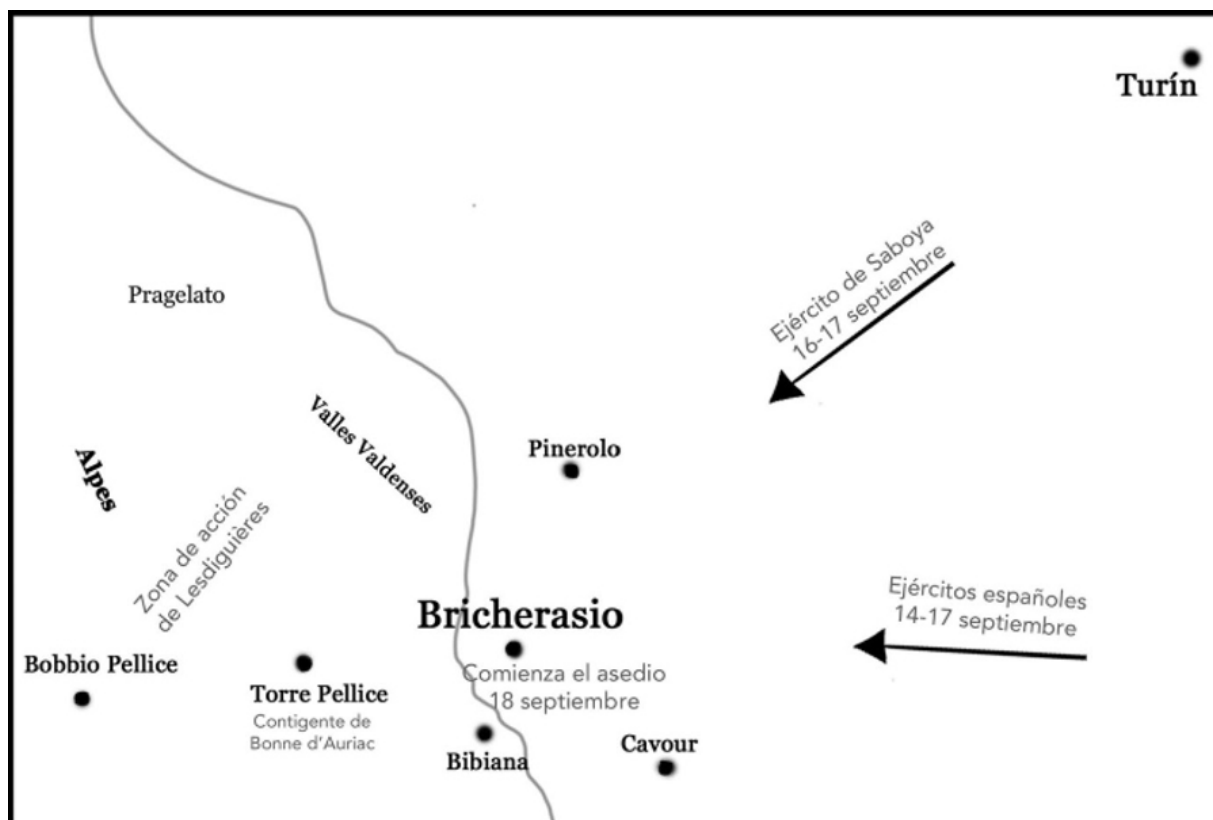 Turín
Ejército de Saboya
16-17 septiembre
Pragelato
Valles Valdenses
Pinerolo
Alpes
Zona de acción
de Lesdiguières
Ejércitos españoles
14-17 septiembre
Bricherasio
Comienza el asedio
18 septiembre
Bobbio Pellice
Torre Pellice
Contigente de
Bonne d'Auriac
Bibiana
Cavour